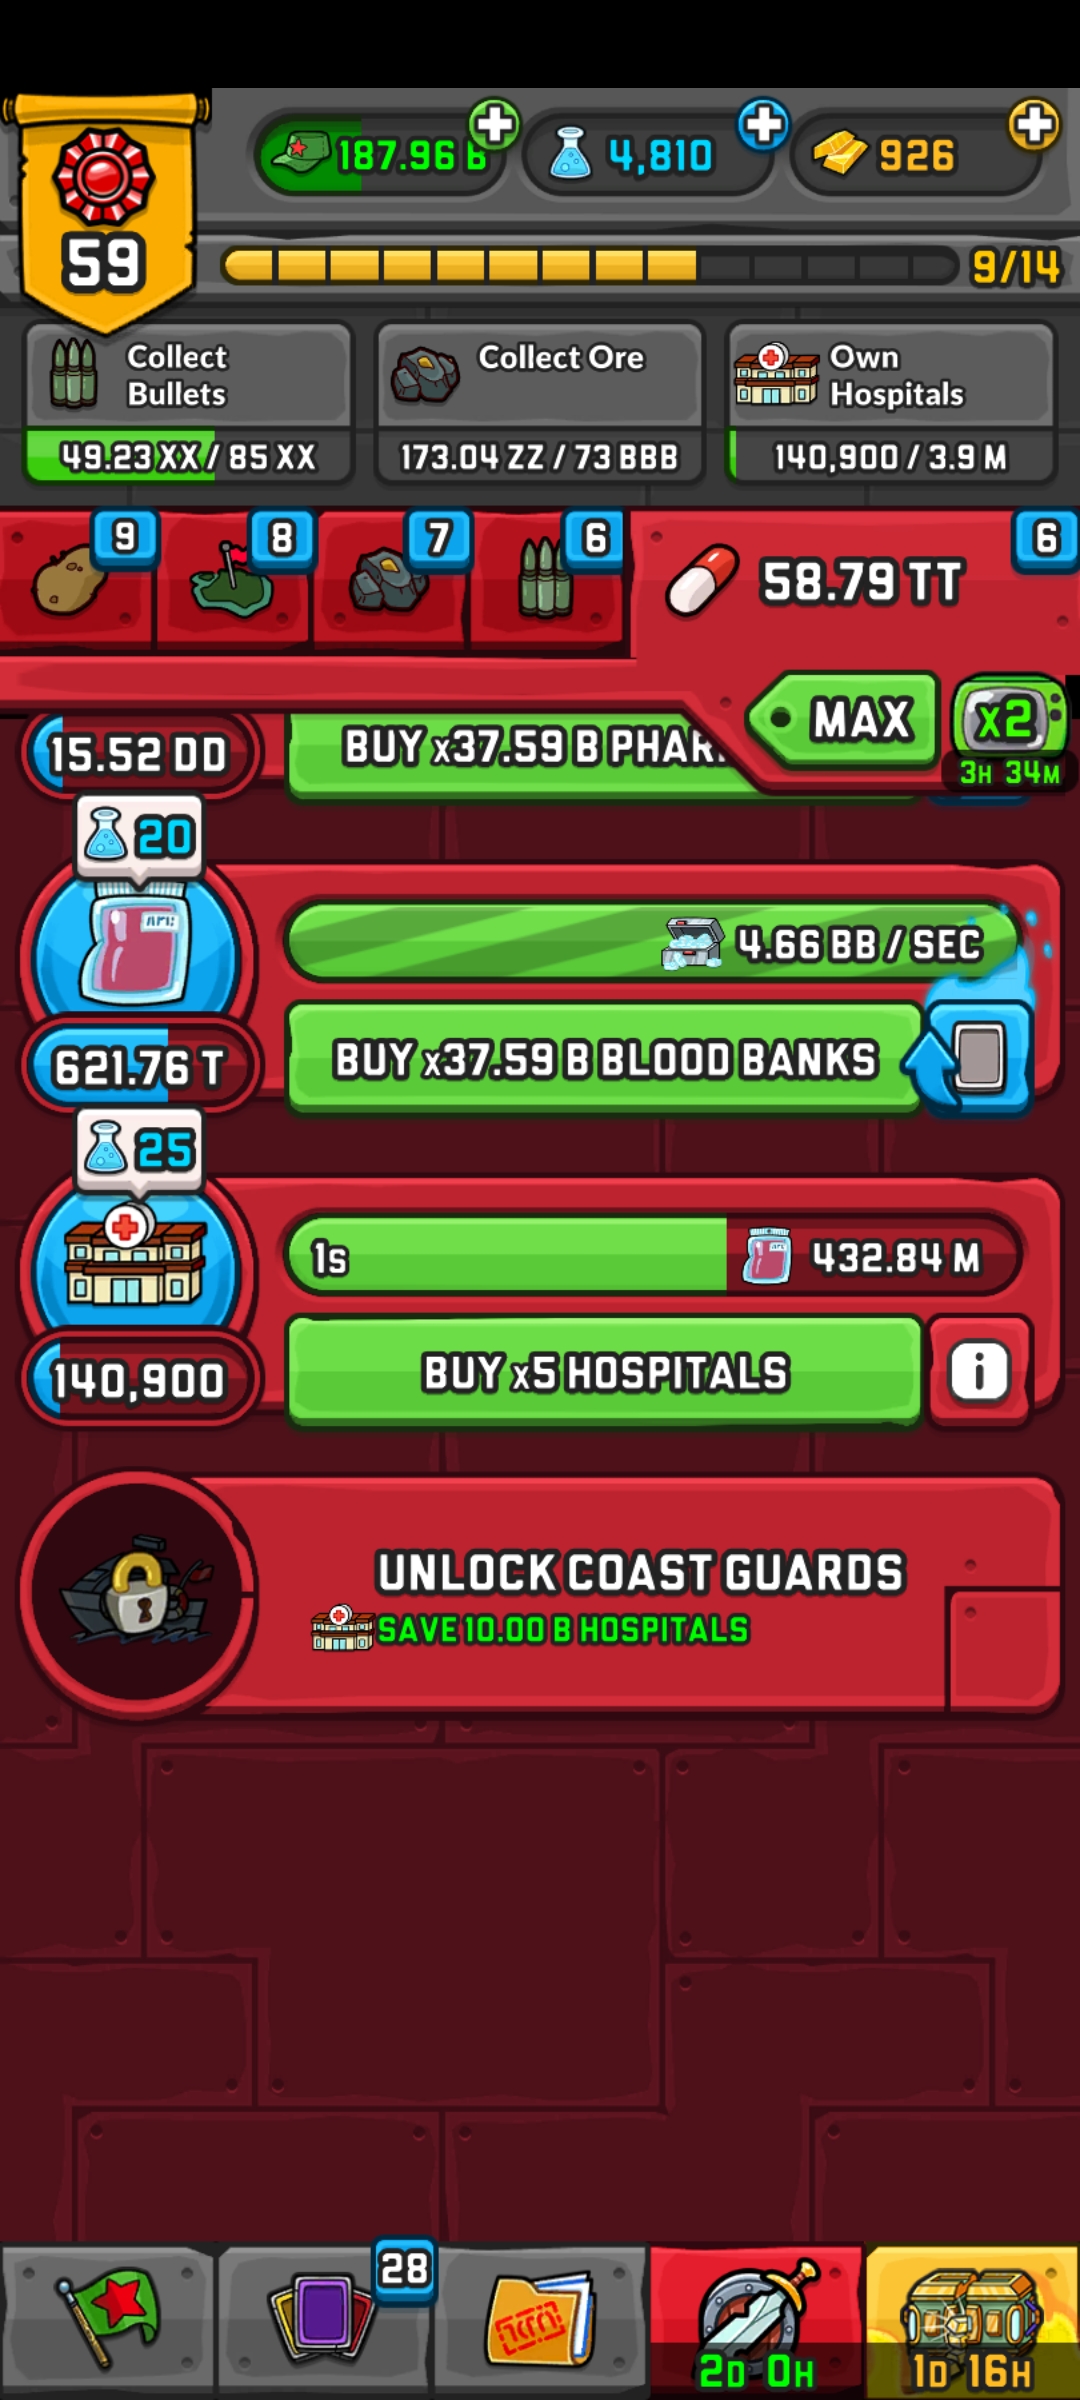 187.96 B
4,810
926
59
9/14
Collect
Bullets
49.23 XX / 85 XX
Collect Ore
173.04 ZZ / 73 BBB
Own
Hospitals
140,900 / 3.9 M
9
8
7
6
58.79 TT
6
MAX
x2
3H 34M
15.52 DD
BUY x37.59 B
20
4.66 BB / SEC
621.76 T
BUY x37.59 B BLOOD BANKS
25
1s
432.84 M
140,900
BUY x5 HOSPITALS
i
UNLOCK COAST GUARDS
SAVE 10.00 B HOSPITALS
28
2D 0H
1D 16H